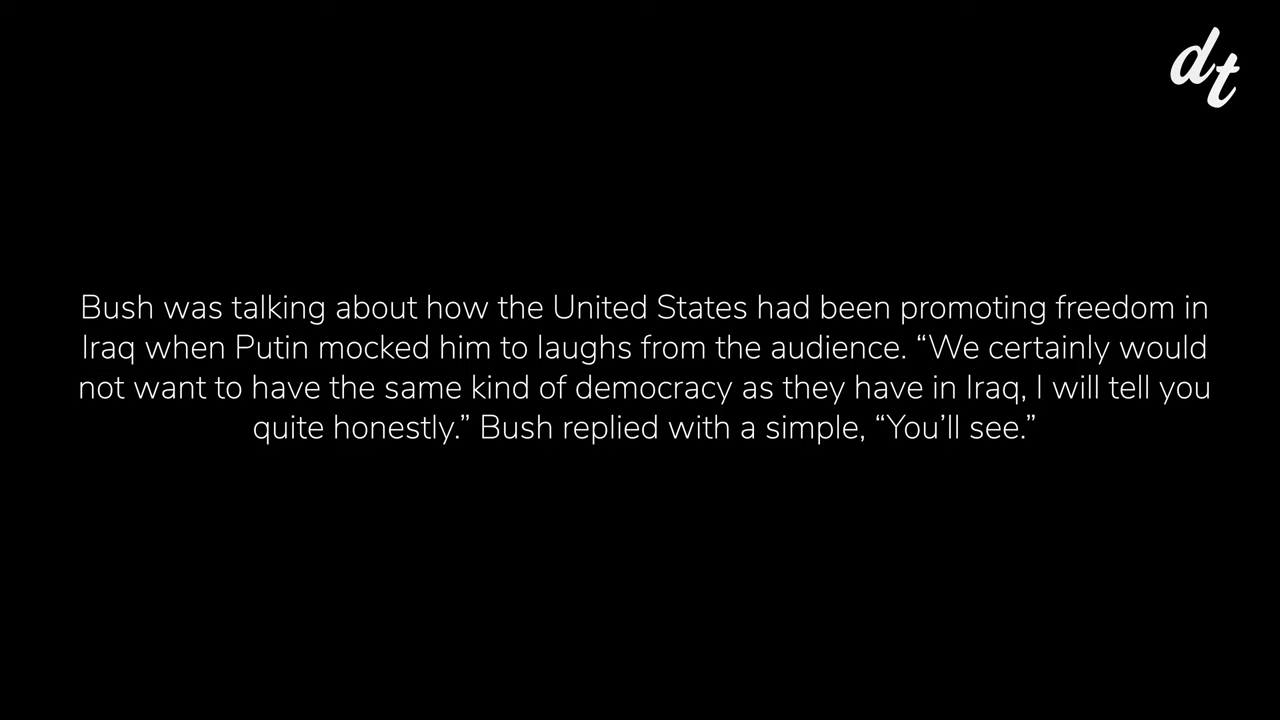 dt
Bush was talking about how the United States had been promoting freedom in
Iraq when Putin mocked him to laughs from the audience. “We certainly would
not want to have the same kind of democracy as they have in Iraq, I will tell you
quite honestly.” Bush replied with a simple, “You’ll see.”